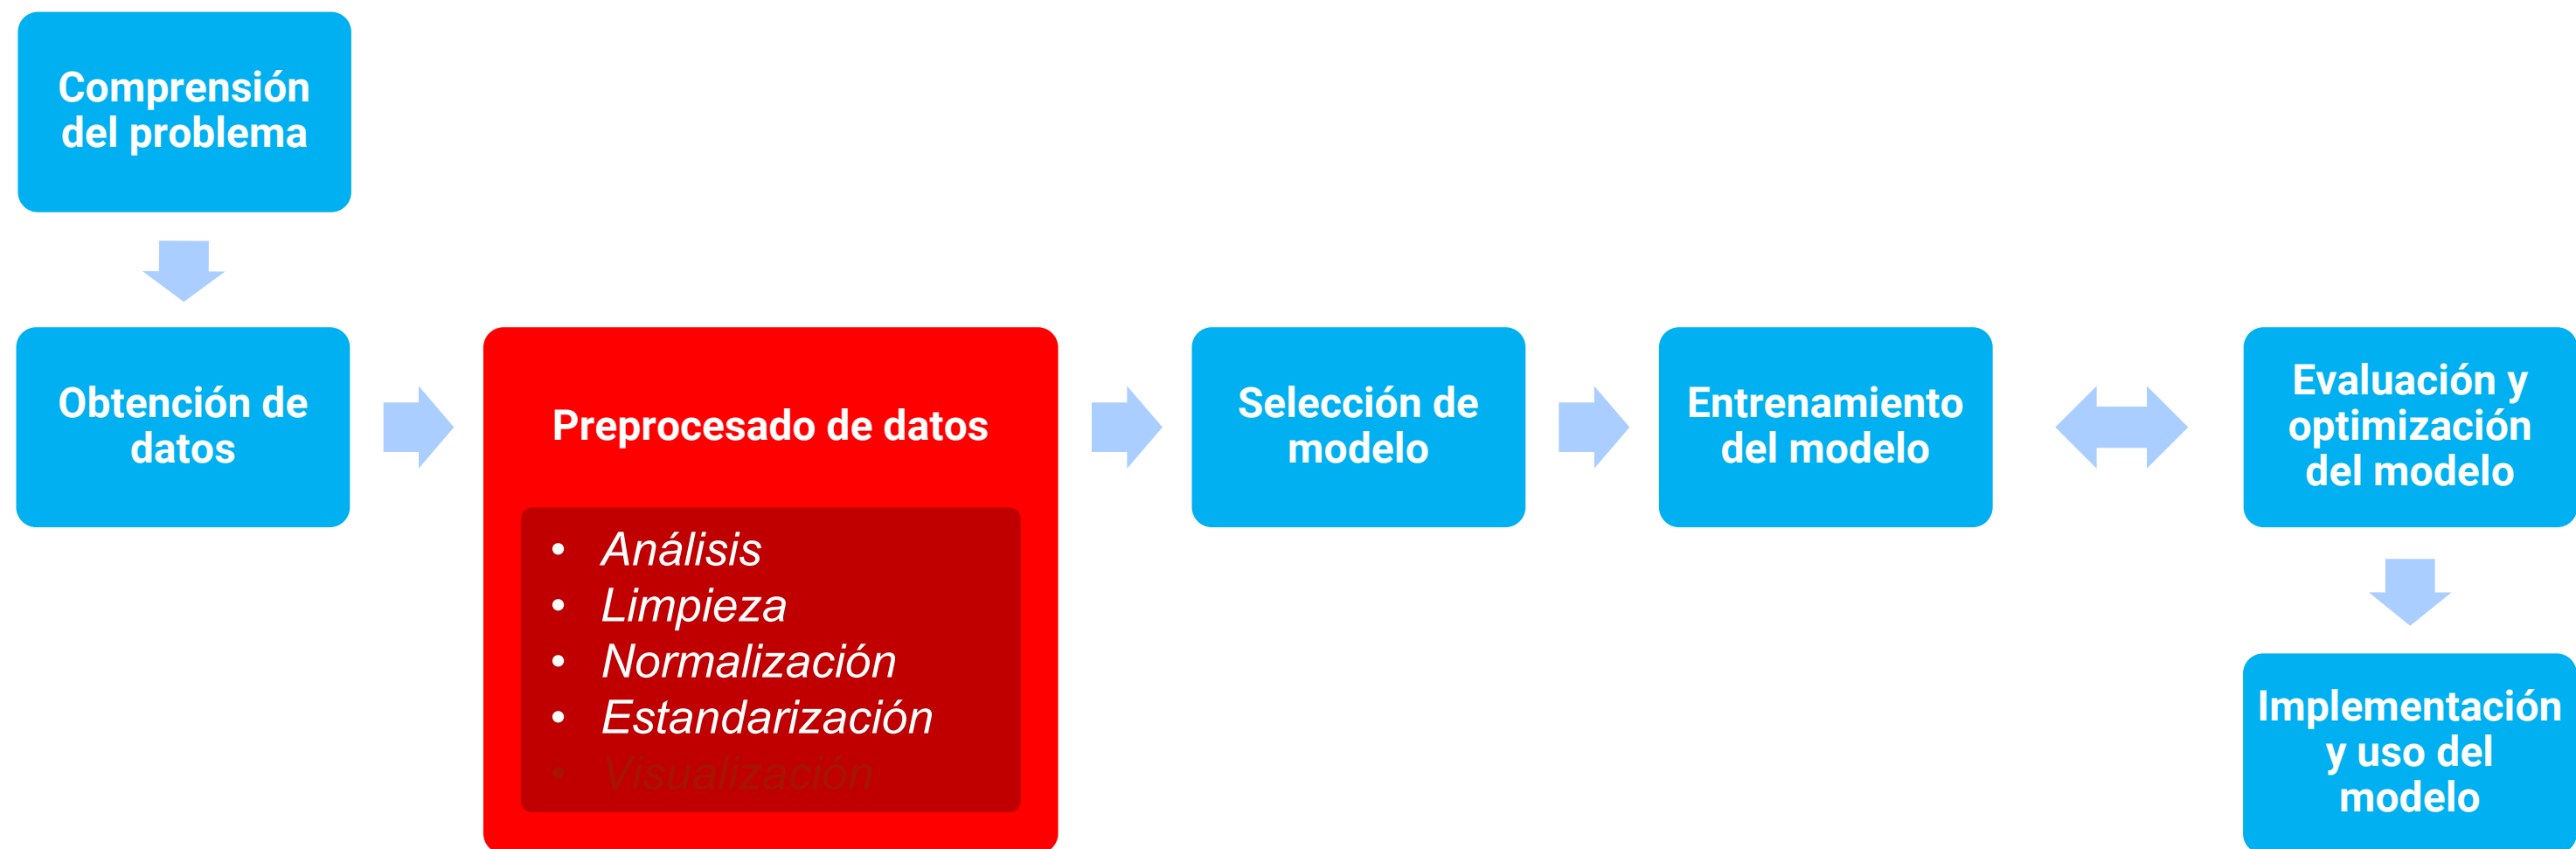 Comprensión
del problema
Obtención de
datos
Preprocesado de datos
• Análisis
• Limpieza
• Normalización
• Estandarización
• Visualización
Selección de
modelo
Entrenamiento
del modelo
Evaluación y
optimización
del modelo
Implementación
y uso del
modelo